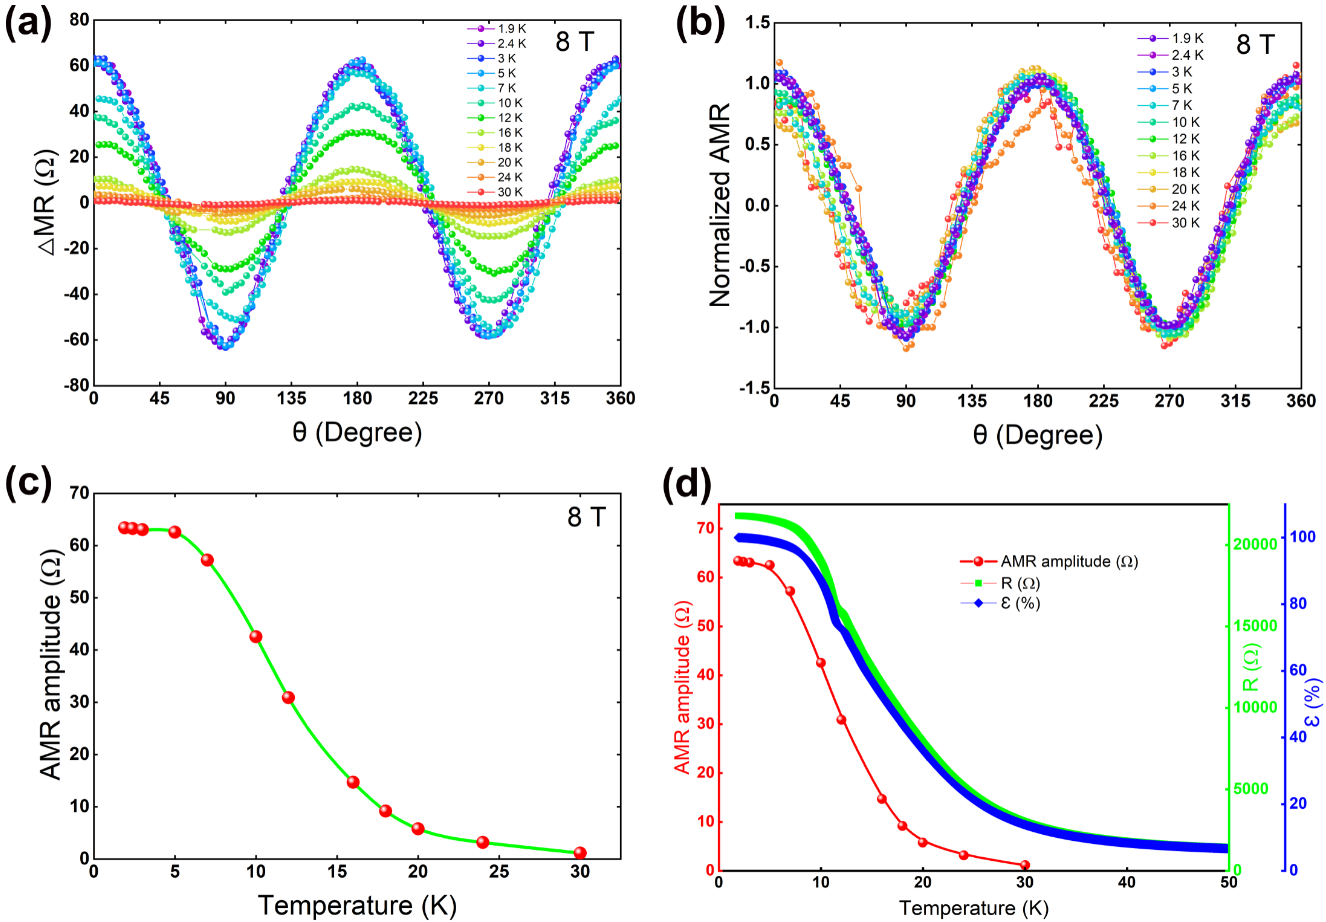 (a)
80
60
40
20
0
-20
-40
-60
-80
ΔMR (Ω)
8 T
1.9 K
2.4 K
3 K
5 K
7 K
10 K
12 K
16 K
18 K
20 K
24 K
30 K
0 45 90 135 180 225 270 315 360
θ (Degree)
(b)
1.5
1.0
0.5
0.0
-0.5
-1.0
-1.5
Normalized AMR
8 T
1.9 K
2.4 K
3 K
5 K
7 K
10 K
12 K
16 K
18 K
20 K
24 K
30 K
0 45 90 135 180 225 270 315 360
θ (Degree)
(c)
70
60
50
40
30
20
10
0
AMR amplitude (Ω)
8 T
0 5 10 15 20 25 30
Temperature (K)
(d)
70
60
50
40
30
20
10
0
AMR amplitude (Ω)
AMR amplitude (Ω)
R (Ω)
Ɛ (%)
20000
15000
10000
5000
0
R (Ω)
100
80
60
40
20
0
Ɛ (%)
0 10 20 30 40 50
Temperature (K)